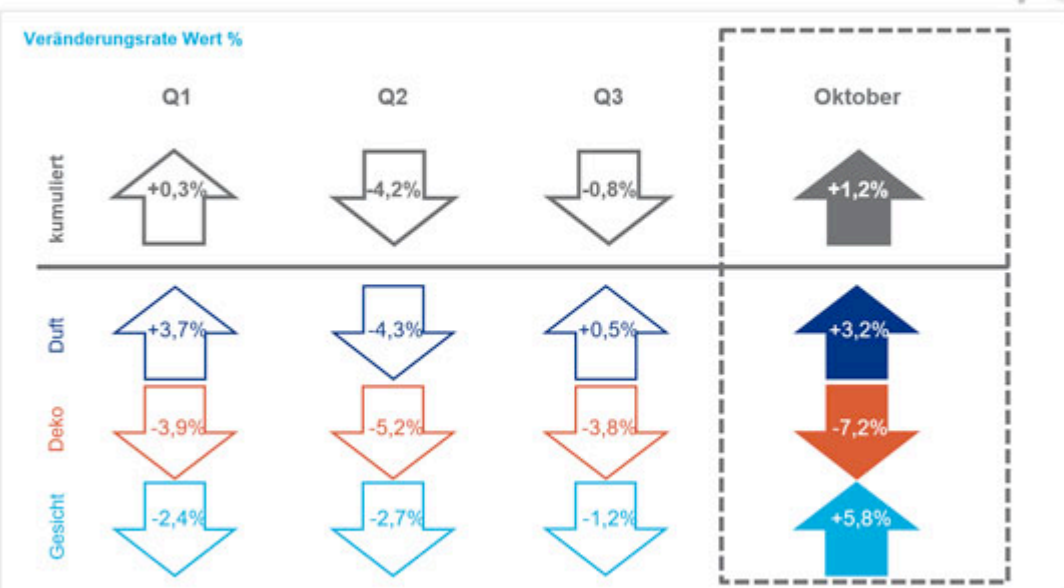 Veränderungsrate Wert %
Q1 Q2 Q3 Oktober
kumuliert +0,3% -4,2% -0,8% +1,2%
Duft +3,7% -4,3% +0,5% +3,2%
Deko -3,9% -5,2% -3,8% -7,2%
Gesicht -2,4% -2,7% -1,2% +5,8%